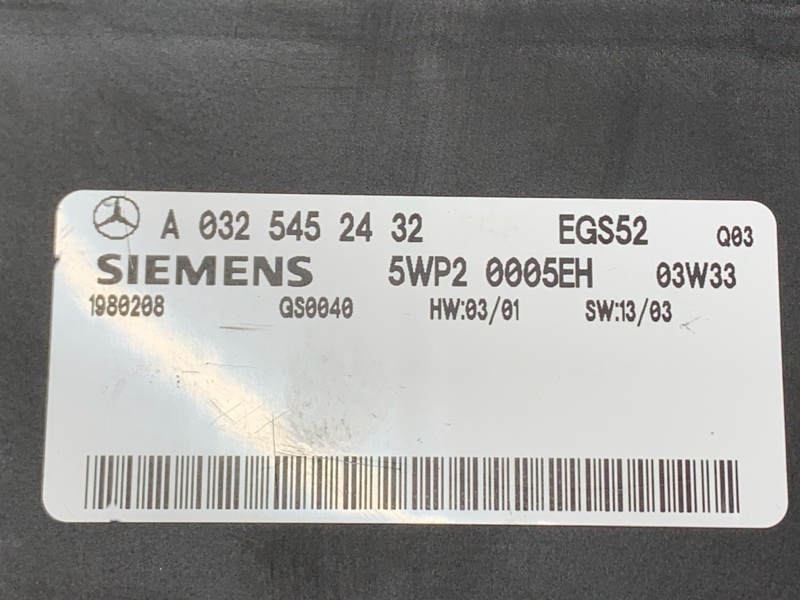 A 032 545 24 32 EGS52 Q03
SIEMENS 5WP2 0005EH 03W33
1980208 GS0040 HW:03/01 SW:13/03